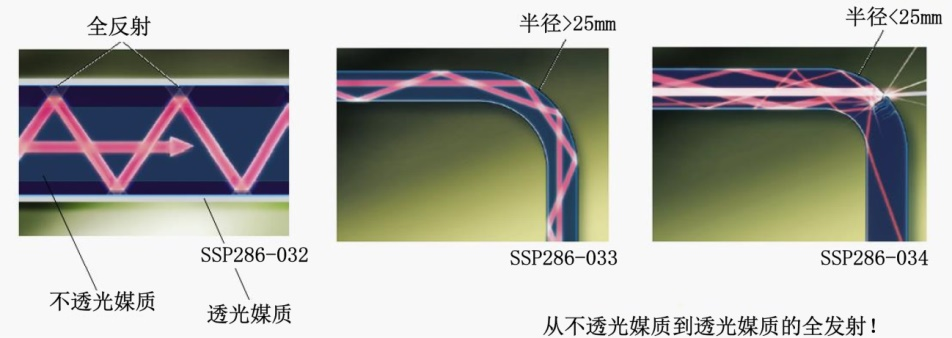 全反射
半径>25mm
半径<25mm
SSP286-032
SSP286-033
SSP286-034
不透光媒质
透光媒质
从不透光媒质到透光媒质的全发射!